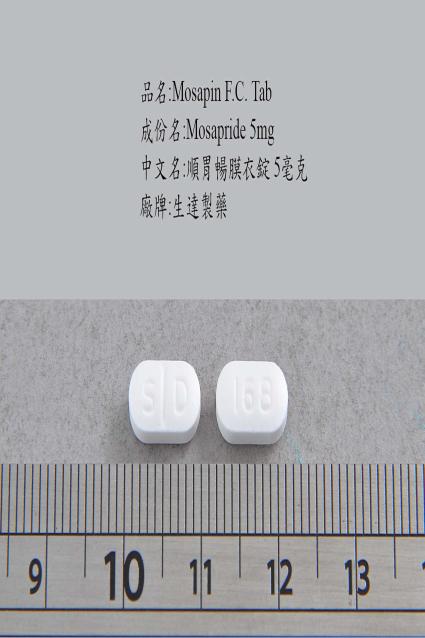 品名:Mosapin F.C. Tab
成份名:Mosapride 5mg
中文名:順胃暢膜衣錠5毫克
廠牌:生達製藥
S D 168
9 10 11 12 13